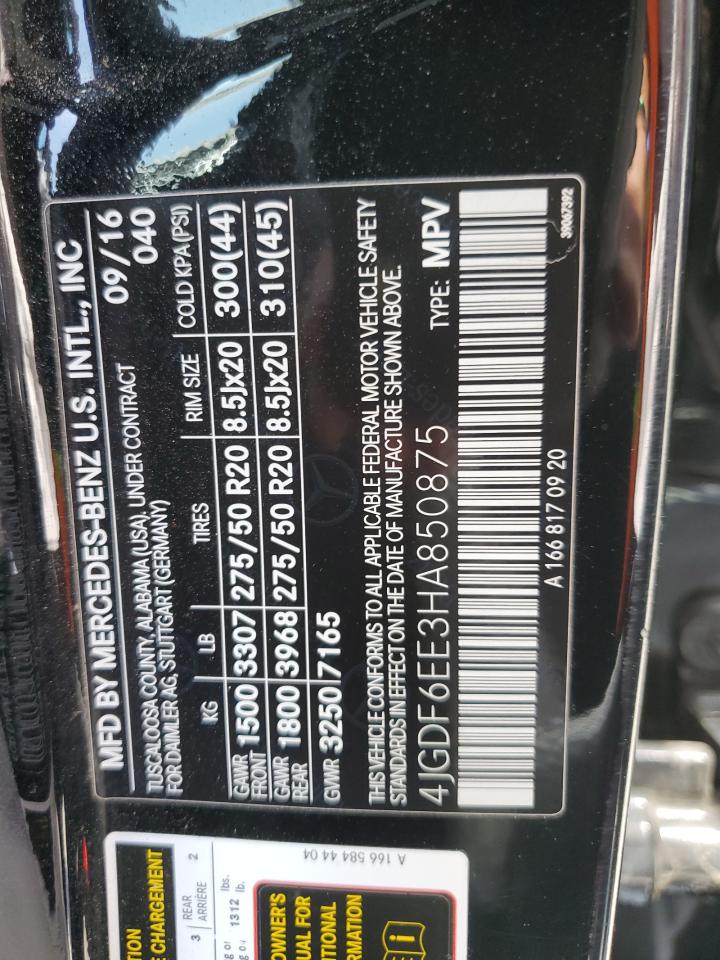 MFD BY MERCEDES-BENZ U.S. INTL., INC
TUSCALOOSA COUNTY, ALABAMA (USA), UNDER CONTRACT 09/16
FOR DAIMLER AG, STUTTGART (GERMANY) 040
KG LB TIRES RIM SIZE COLD KPA (PSI)
GAWR FRONT 1500 3307 275/50 R20 8.5Jx20 300(44)
GAWR REAR 1800 3968 275/50 R20 8.5Jx20 310(45)
GWR 3250 7165
THIS VEHICLE CONFORMS TO ALL APPLICABLE FEDERAL MOTOR VEHICLE SAFETY
STANDARDS IN EFFECT ON THE DATE OF MANUFACTURE SHOWN ABOVE.
4JGDF6EE3HA850875 TYPE: MPV
A 166 817 09 20 39067392
A 166 584 44 04
CHARGEMENT
3 REAR 2
ARRIÈRE
1312 lbs.
lb.
OWNER'S
FOR